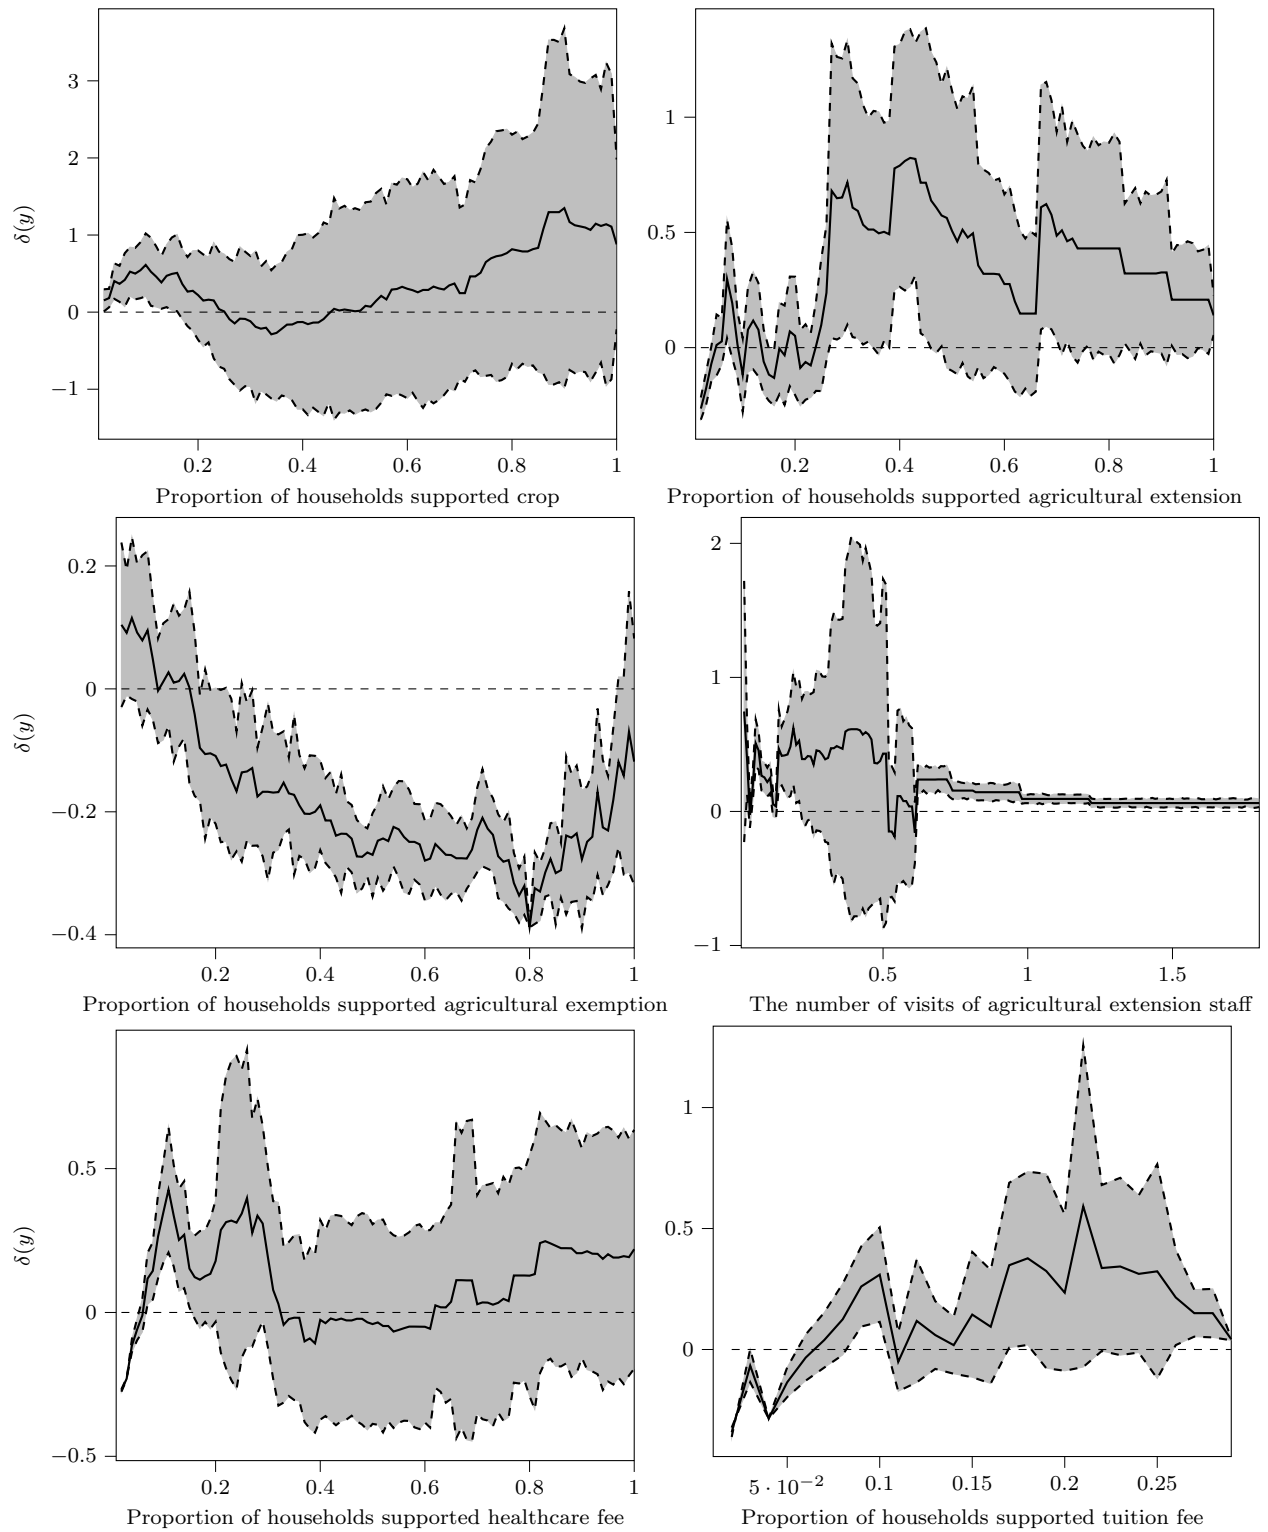 3
2
1
0
−1
δ(y)
0.2 0.4 0.6 0.8 1
Proportion of households supported crop
1
0.5
0
0.2 0.4 0.6 0.8 1
Proportion of households supported agricultural extension
0.2
0
−0.2
−0.4
δ(y)
0.2 0.4 0.6 0.8 1
Proportion of households supported agricultural exemption
2
1
0
−1
0.5 1 1.5
The number of visits of agricultural extension staff
0.5
0
−0.5
δ(y)
0.2 0.4 0.6 0.8 1
Proportion of households supported healthcare fee
1
0.5
0
5 · 10⁻² 0.1 0.15 0.2 0.25
Proportion of households supported tuition fee